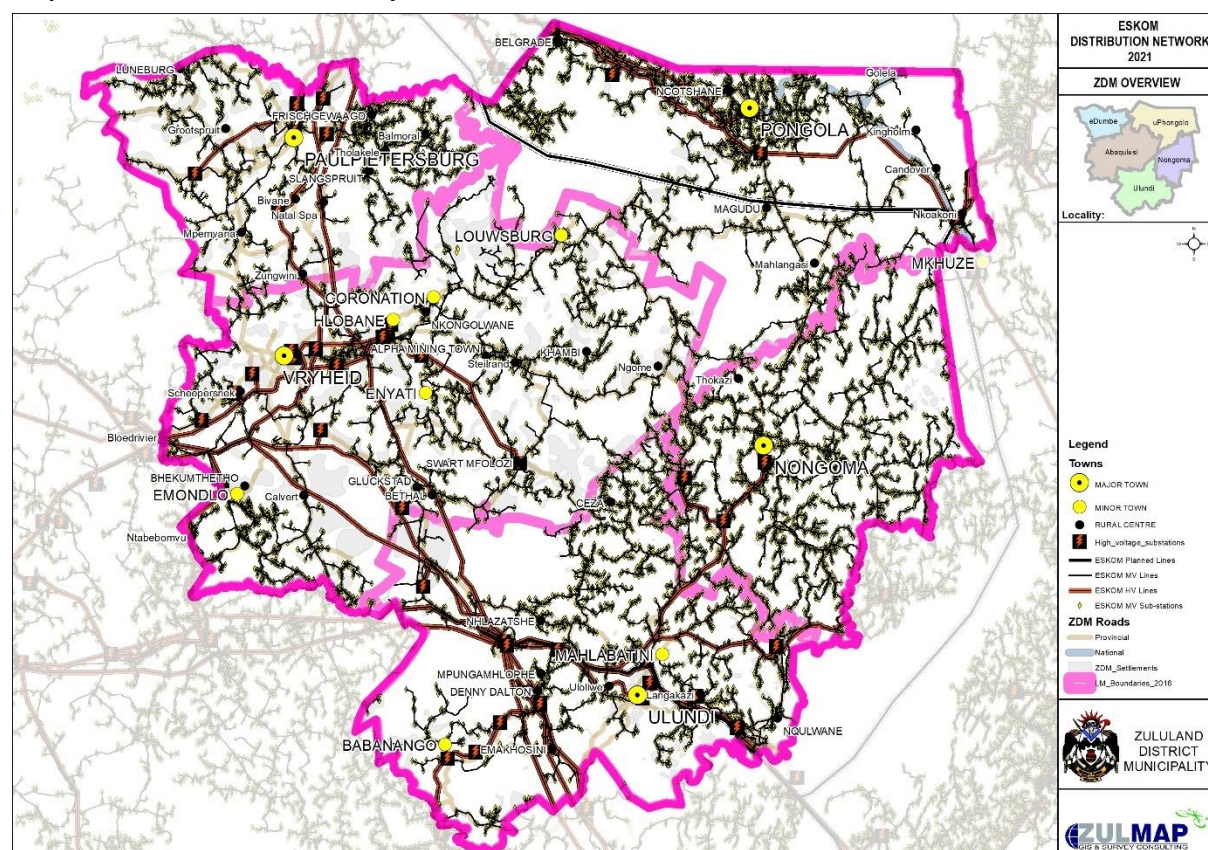 BELGRADE
LUNEBURG
Golela
NCOTSHANE
FRISCHGEWAAGD
PONGOLA
Grootspruit
Balmoral
Kingholm
PAULPIETERSBURG
Tholakele
SLANGSPRUIT
Candover
Bivane
Natal Spa
MAGUDU
Nkoakoni
Mpemvana
LOUWSBURG
Mahlangasi
MKHUZE
Zungwini
CORONATION
HLOBANE
NKONGOLWANE
ALPHA MINING TOWN
KHAMBI
Steilrand
Ngome
VRYHEID
Thokazi
Scheepersnek
ENYATI
Bloedrivier
NONGOMA
SWART MFOLOZI
BHEKUMTHETHO
GLUCKSTAD
EMONDLO
Calvert
BETHAL
CEZA
Ntabebomvu
NHLAZATSHE
MAHLABATINI
MPUNGAMHLOPHE
Ulolwe
DENNY DALTON
Langakazi
ULUNDI
NQULWANE
BABANANGO
EMAKHOSINI
ESKOM
DISTRIBUTION NETWORK
2021
ZDM OVERVIEW
eDumbe
uPhongolo
Abaqulusi
Nongoma
Ulundi
Locality:
N
Legend
Towns
MAJOR TOWN
MINOR TOWN
RURAL CENTRE
High_voltage_substations
ESKOM Planned Lines
ESKOM MV Lines
ESKOM HV Lines
ESKOM MV Sub-stations
ZDM Roads
Provincial
National
ZDM_Settlements
LM_Boundaries_2016
ZULULAND
DISTRICT
MUNICIPALITY
ZULMAP
GIS & SURVEY CONSULTING